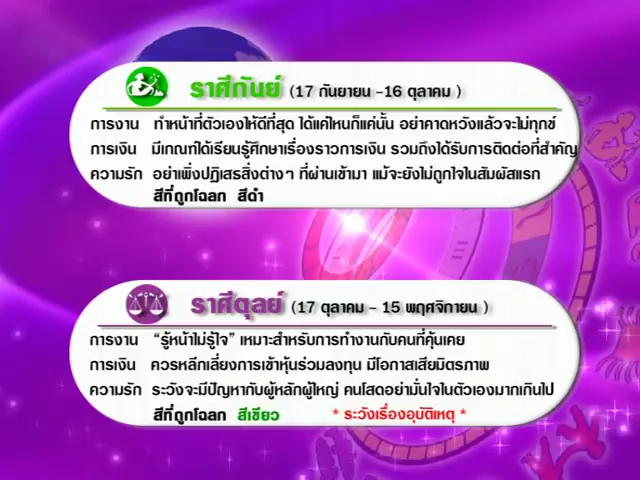 ราศีกันย์ (17 กันยายน -16 ตุลาคม )
การงาน ทำหน้าที่ตัวเองให้ดีที่สุด ได้แค่ไหนก็แค่นั้น อย่าคาดหวังแล้วจะไม่ทุกข์
การเงิน มีเกณฑ์ได้เรียนรู้ศึกษาเรื่องราวการเงิน รวมถึงได้รับการติดต่อที่สำคัญ
ความรัก อย่าเพิ่งปฏิเสธสิ่งต่างๆ ที่ผ่านเข้ามา แม้จะยังไม่ถูกใจในสัมผัสแรก
สีที่ถูกโฉลก สีดำ
ราศีตุลย์ (17 ตุลาคม - 15 พฤศจิกายน )
การงาน "รู้หน้าไม่รู้ใจ" เหมาะสำหรับการทำงานกับคนที่คุ้นเคย
การเงิน ควรหลีกเลี่ยงการเข้าหุ้นร่วมลงทุน มีโอกาสเสียมิตรภาพ
ความรัก ระวังจะมีปัญหากับผู้หลักผู้ใหญ่ คนโสดอย่ามั่นใจในตัวเองมากเกินไป
สีที่ถูกโฉลก สีเขียว * ระวังเรื่องอุบัติเหตุ *